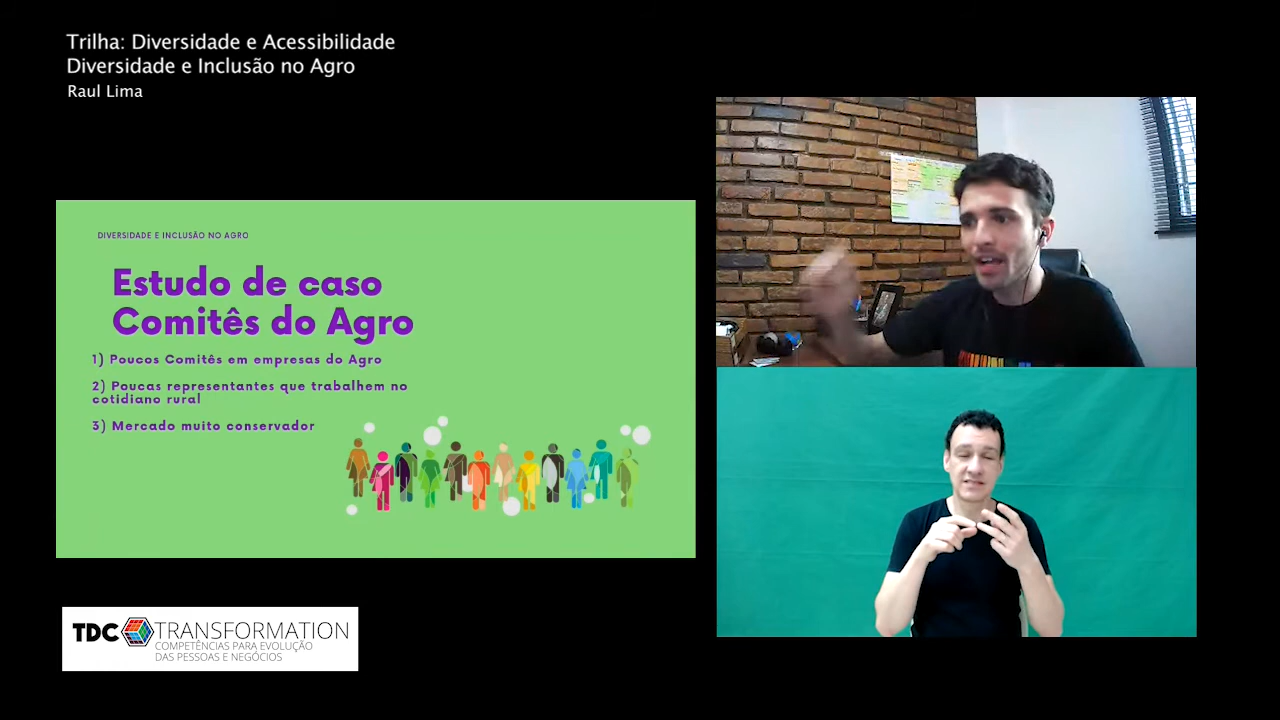 Trilha: Diversidade e Acessibilidade
Diversidade e Inclusão no Agro
Raul Lima
DIVERSIDADE E INCLUSÃO NO AGRO
Estudo de caso
Comitês do Agro
1) Poucos Comitês em empresas do Agro
2) Poucas representantes que trabalhem no
cotidiano rural
3) Mercado muito conservador
TDC TRANSFORMATION
COMPETÊNCIAS PARA EVOLUÇÃO
DAS PESSOAS E NEGÓCIOS